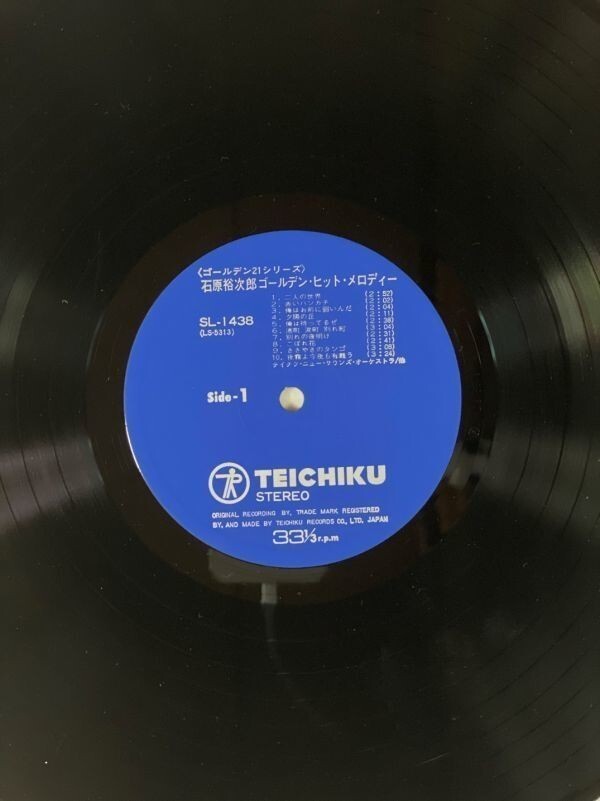 〈ゴールデン21シリーズ〉
石原裕次郎ゴールデン・ヒット・メロディー
SL-1438
(LS-5313)
1. 二人の世界 (2:52)
2. 赤いハンカチ (2:02)
3. 俺はお前に弱いんだ (2:04)
4. 夕陽の丘 (2:11)
5. 俺は待ってるぜ (2:38)
6. 港町 涙町 別れ町 (3:04)
7. 別れの夜明け (2:31)
8. こぼれ花 (2:41)
9. ささやきのタンゴ (3:08)
10. 夜霧よ今夜も有難う (3:24)
テイチク・ニュー・サウンズ・オーケストラ/他
Side-1
TEICHIKU
STEREO
ORIGINAL RECORDING BY, TRADE MARK REGISTERED
BY, AND MADE BY TEICHIKU RECORDS CO., LTD. JAPAN
33⅓r.p.m